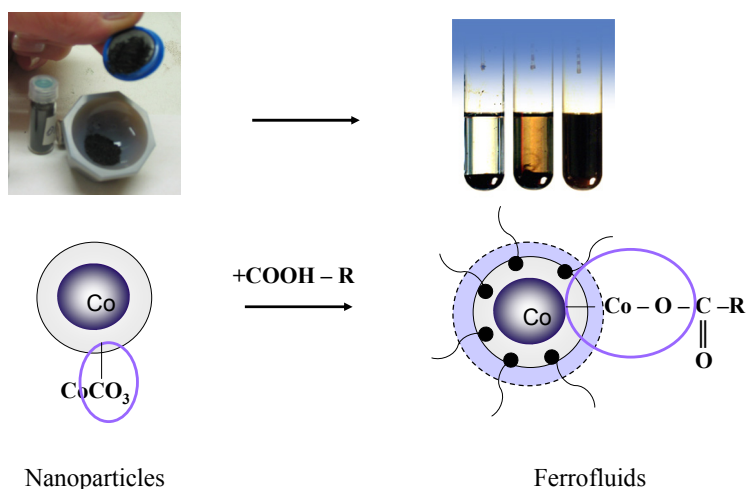 +COOH – R
Co
CoCO₃
Co
Co – O – C –R
O
Nanoparticles
Ferrofluids